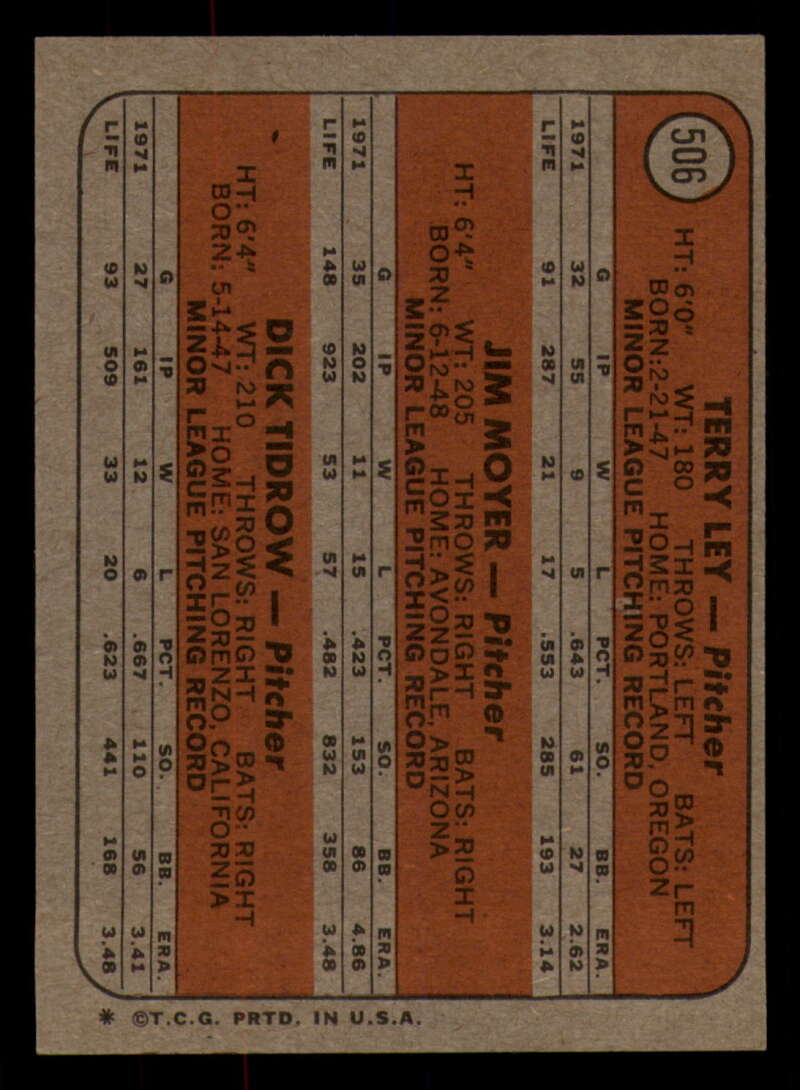 506
TERRY LEY — Pitcher
HT: 6'0" WT: 180 THROWS: LEFT BATS: LEFT
BORN: 2-21-47 HOME: PORTLAND, OREGON
MINOR LEAGUE PITCHING RECORD
G IP W L PCT. SO. BB. ERA.
1971 32 55 9 5 .643 61 27 2.62
LIFE 91 287 21 17 .553 285 193 3.14
JIM MOYER — Pitcher
HT: 6'4" WT: 205 THROWS: RIGHT BATS: RIGHT
BORN: 6-12-48 HOME: AVONDALE, ARIZONA
MINOR LEAGUE PITCHING RECORD
G IP W L PCT. SO. BB. ERA.
1971 35 202 11 15 .423 153 86 4.86
LIFE 148 923 53 57 .482 832 358 3.48
DICK TIDROW — Pitcher
HT: 6'4" WT: 210 THROWS: RIGHT BATS: RIGHT
BORN: 5-14-47 HOME: SAN LORENZO, CALIFORNIA
MINOR LEAGUE PITCHING RECORD
G IP W L PCT. SO. BB. ERA.
1971 27 161 12 6 .667 110 56 3.41
LIFE 93 509 33 20 .623 441 168 3.48
* ©T.C.G. PRTD. IN U.S.A.